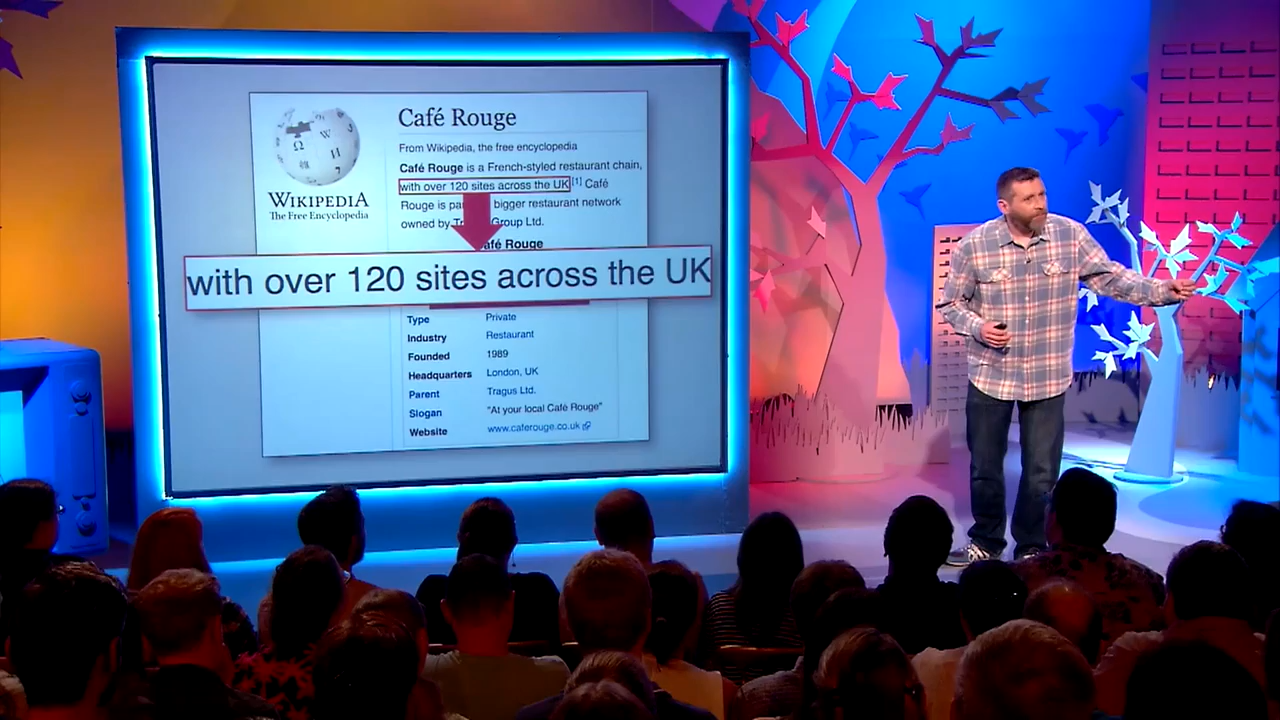 Café Rouge
From Wikipedia, the free encyclopedia
Café Rouge is a French-styled restaurant chain,
with over 120 sites across the UK [1] Café
Rouge is bigger restaurant network
owned by Group Ltd.
WIKIPEDIA
The Free Encyclopedia
Café Rouge
with over 120 sites across the UK
Type Private
Industry Restaurant
Founded 1989
Headquarters London, UK
Parent Tragus Ltd.
Slogan "At your local Café Rouge"
Website www.caferouge.co.uk